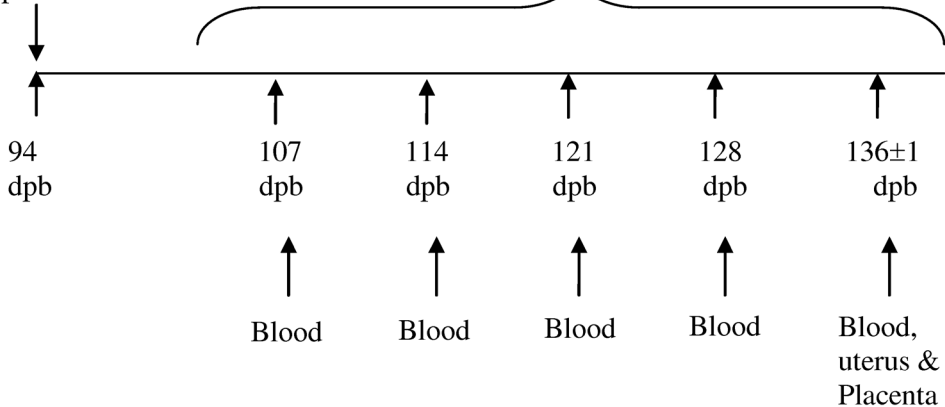 94 107 114 121 128 136±1
dpb dpb dpb dpb dpb dpb
Blood Blood Blood Blood Blood,
uterus &
Placenta